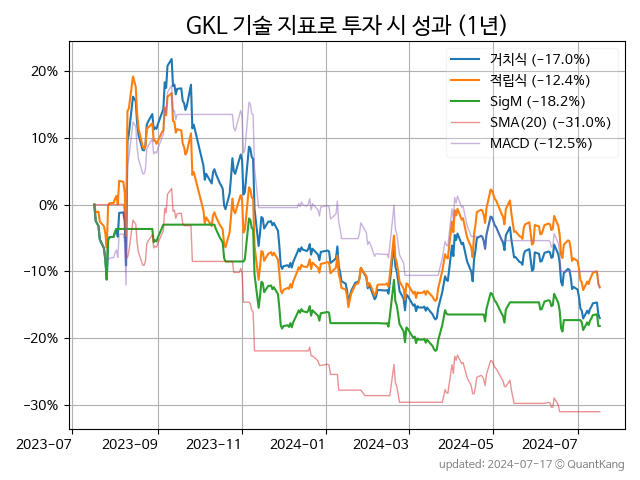 GKL 기술 지표로 투자 시 성과 (1년)
거치식 (−17.0%)
적립식 (−12.4%)
SigM (−18.2%)
SMA(20) (−31.0%)
MACD (−12.5%)
20%
10%
0%
−10%
−20%
−30%
2023-07
2023-09
2023-11
2024-01
2024-03
2024-05
2024-07
updated: 2024-07-17 © QuantKang